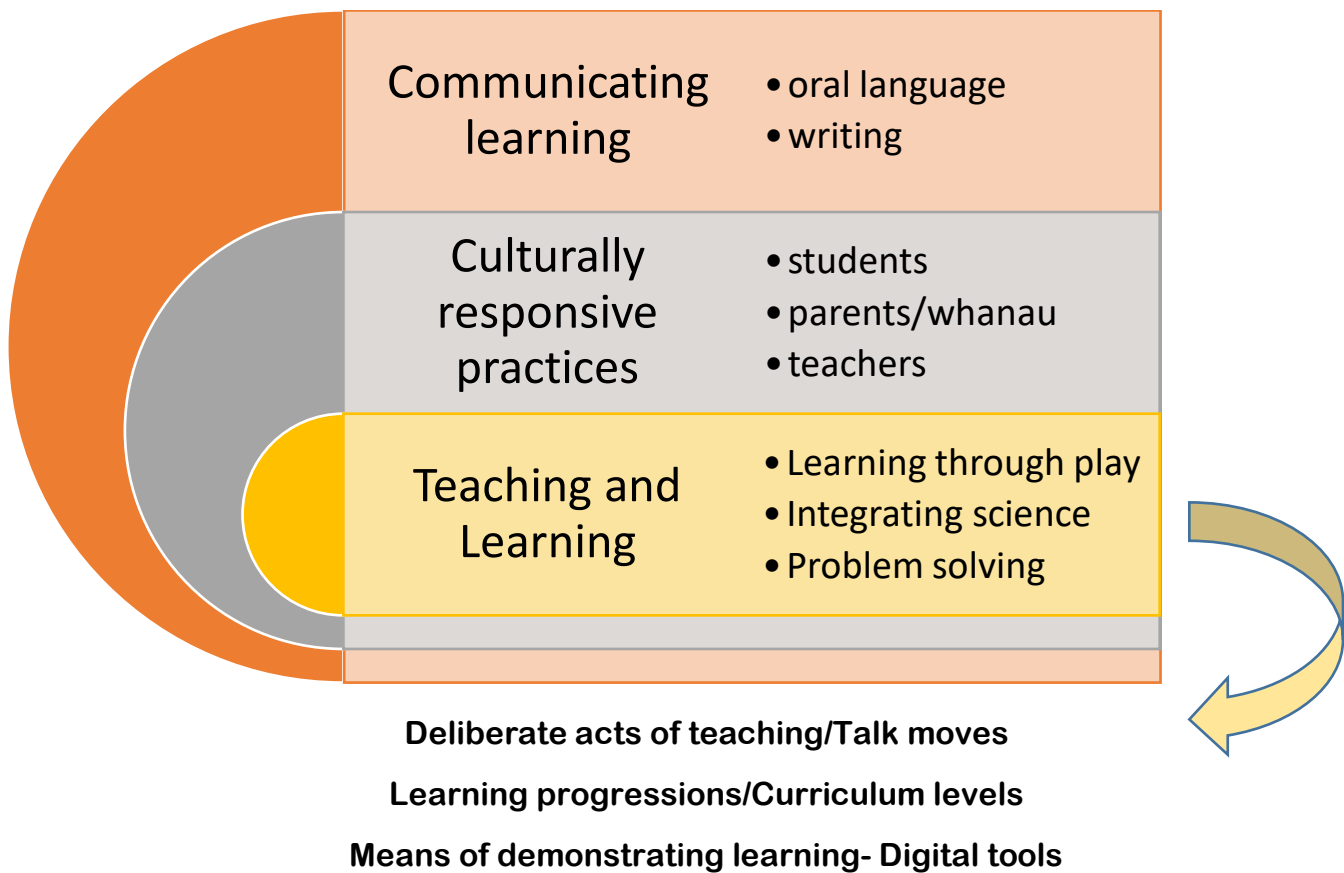 Communicating
learning
• oral language
• writing
Culturally
responsive
practices
• students
• parents/whanau
• teachers
Teaching and
Learning
• Learning through play
• Integrating science
• Problem solving
Deliberate acts of teaching/Talk moves
Learning progressions/Curriculum levels
Means of demonstrating learning- Digital tools